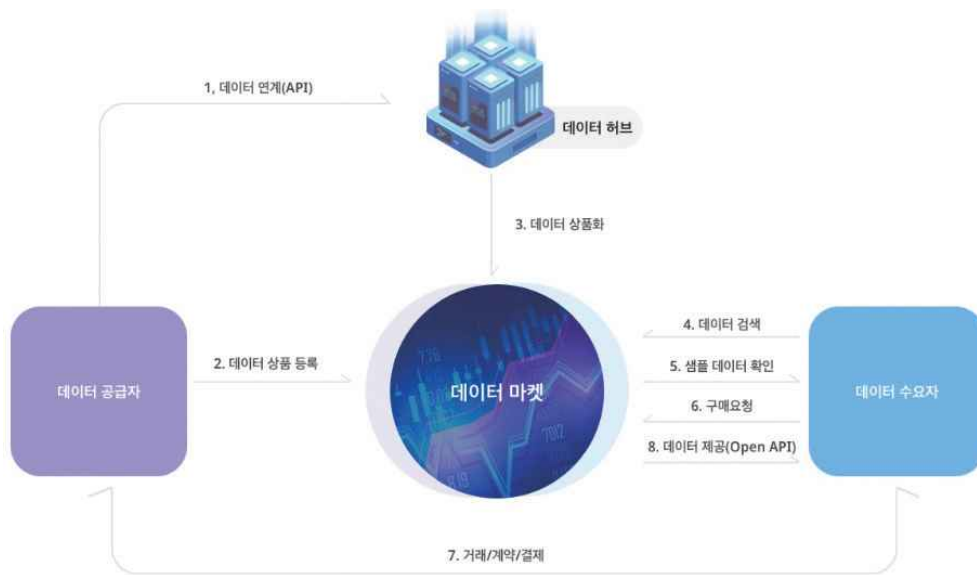 1, 데이터 연계(API)
데이터 허브
3. 데이터 상품화
4. 데이터 검색
2. 데이터 상품 등록
5. 샘플 데이터 확인
데이터 공급자
데이터 마켓
데이터 수요자
6. 구매요청
8. 데이터 제공(Open API)
7. 거래/계약/결제